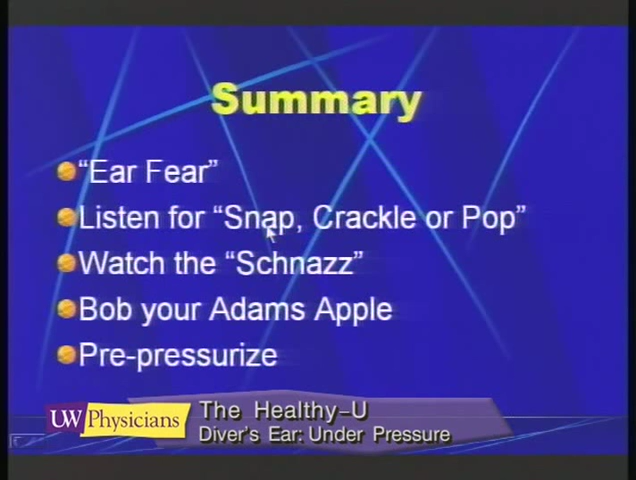 Summary
"Ear Fear"
Listen for "Snap, Crackle or Pop"
Watch the "Schnazz"
Bob your Adams Apple
Pre-pressurize
UW Physicians
The Healthy-U
Diver's Ear: Under Pressure